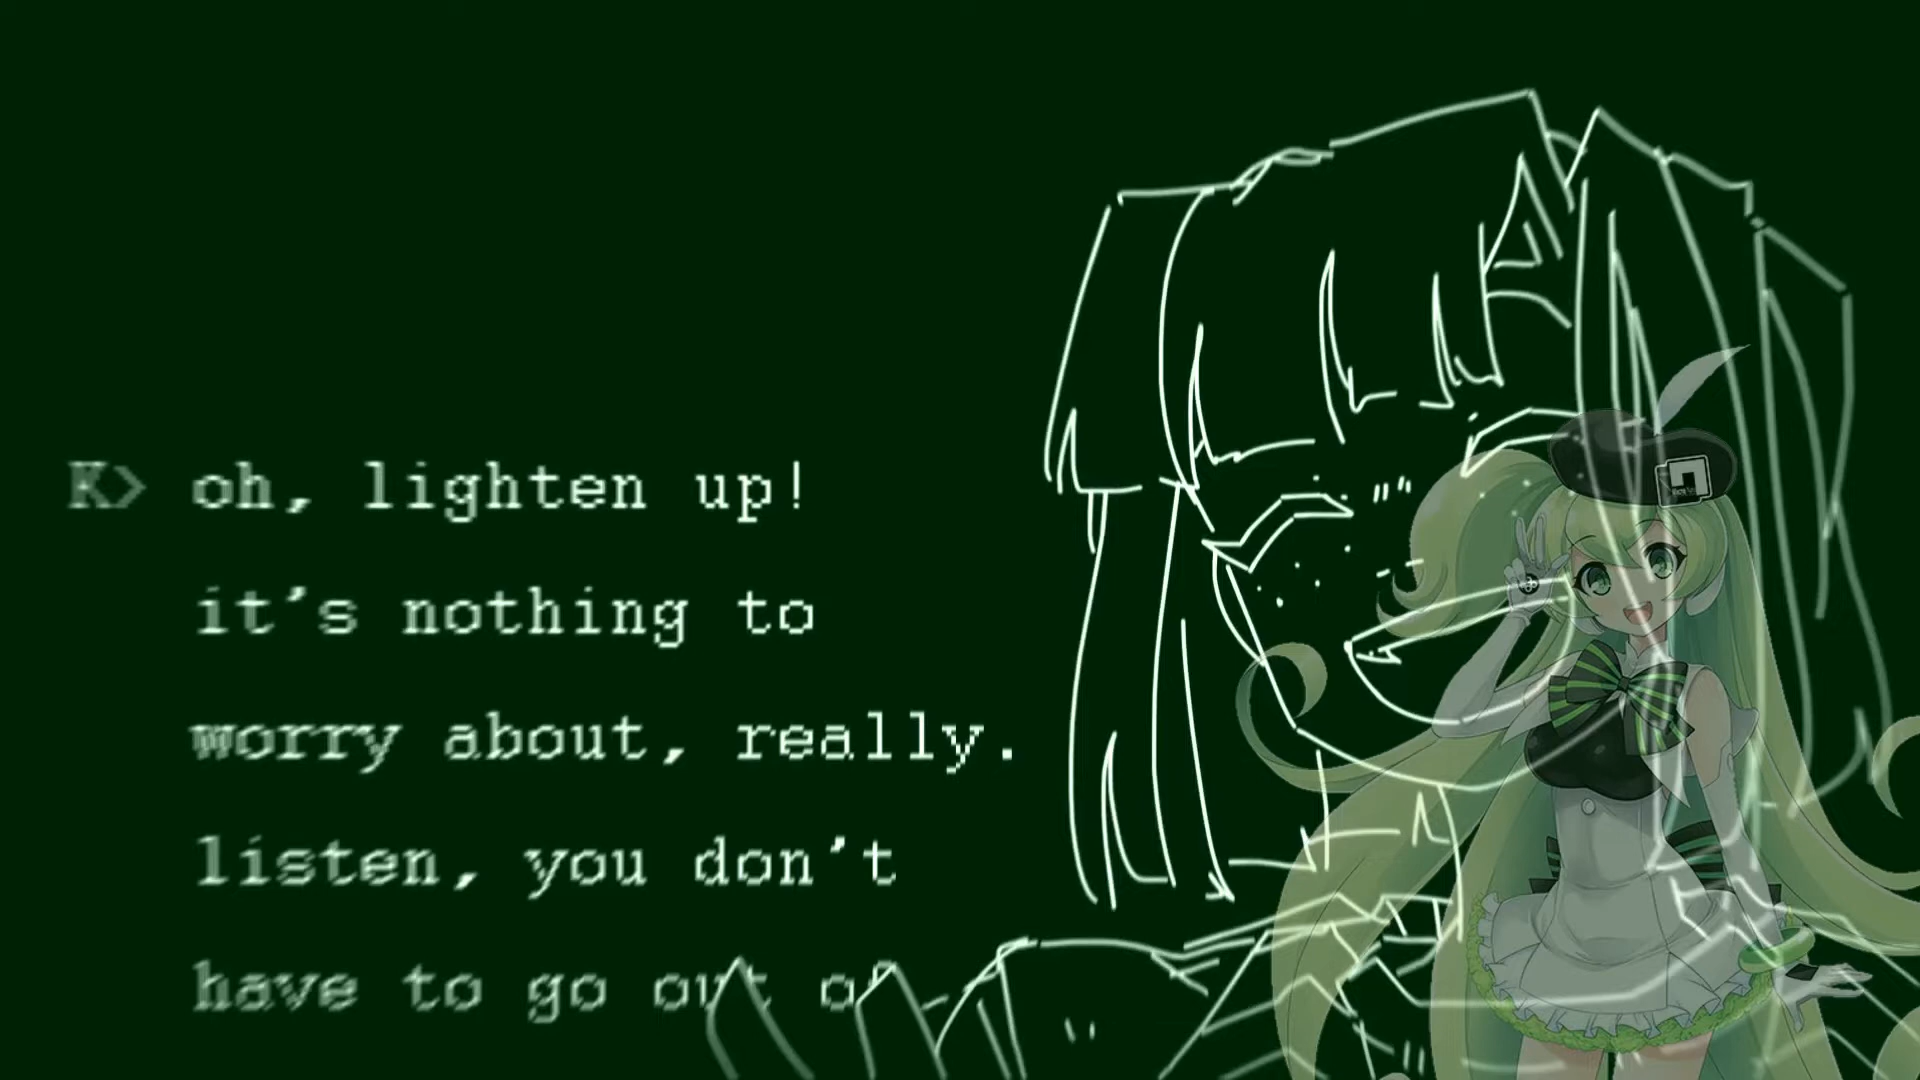 K> oh, lighten up!
it's nothing to
worry about, really.
listen, you don't
have to go out o